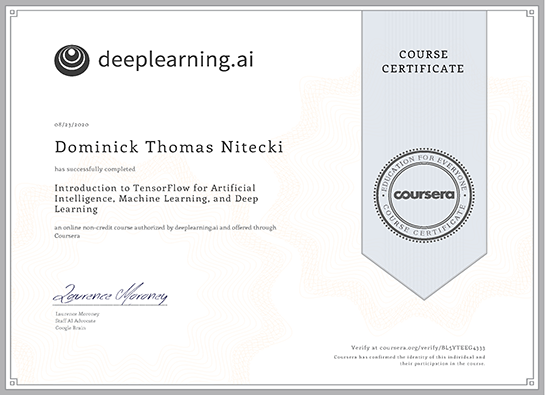 deeplearning.ai
COURSE
CERTIFICATE
08/23/2020
Dominick Thomas Nitecki
has successfully completed
Introduction to TensorFlow for Artificial
Intelligence, Machine Learning, and Deep
Learning
an online non-credit course authorized by deeplearning.ai and offered through
Coursera
EDUCATION FOR EVERYONE
coursera
COURSE CERTIFICATE
Laurence Moroney
Laurence Moroney
Staff AI Advocate
Google Brain
Verify at coursera.org/verify/BL5VTEEG4333
Coursera has confirmed the identity of this individual and
their participation in the course.